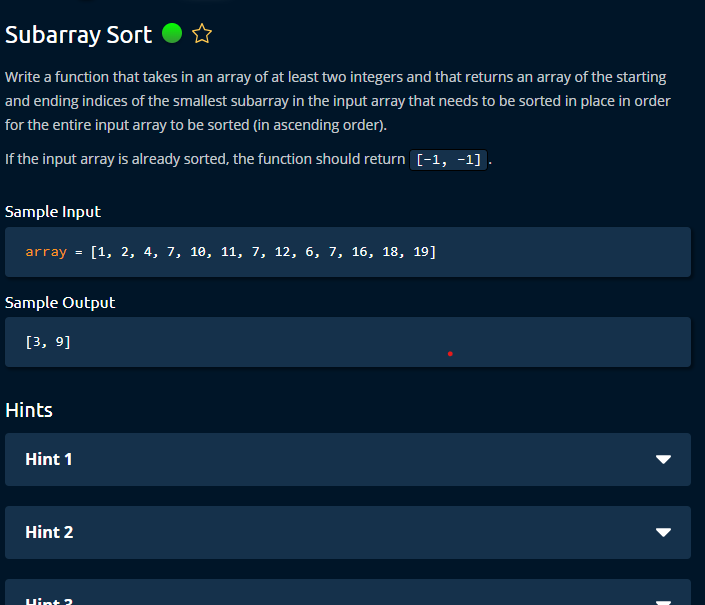 Subarray Sort
Write a function that takes in an array of at least two integers and that returns an array of the starting
and ending indices of the smallest subarray in the input array that needs to be sorted in place in order
for the entire input array to be sorted (in ascending order).
If the input array is already sorted, the function should return [-1, -1] .
Sample Input
array = [1, 2, 4, 7, 10, 11, 7, 12, 6, 7, 16, 18, 19]
Sample Output
[3, 9]
Hints
Hint 1
Hint 2
Hint 3